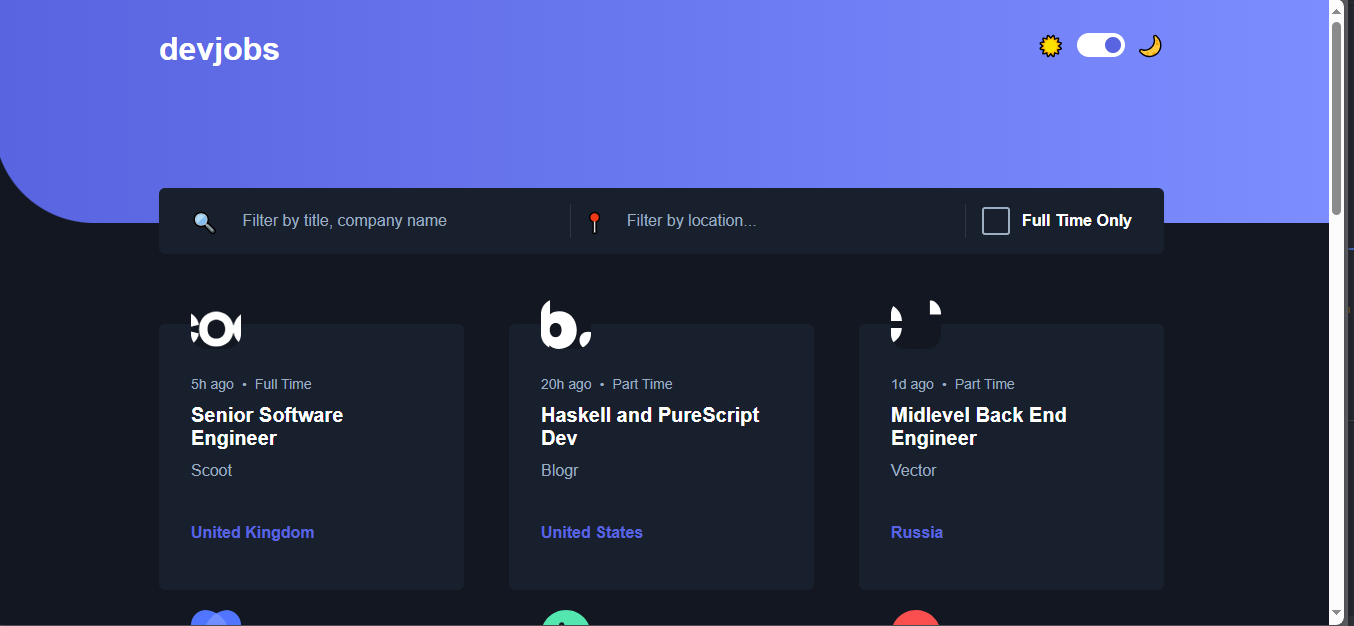 devjobs
Filter by title, company name
Filter by location...
Full Time Only
b.
5h ago • Full Time
Senior Software
Engineer
Scoot
United Kingdom
20h ago • Part Time
Haskell and PureScript
Dev
Blogr
United States
1d ago • Part Time
Midlevel Back End
Engineer
Vector
Russia